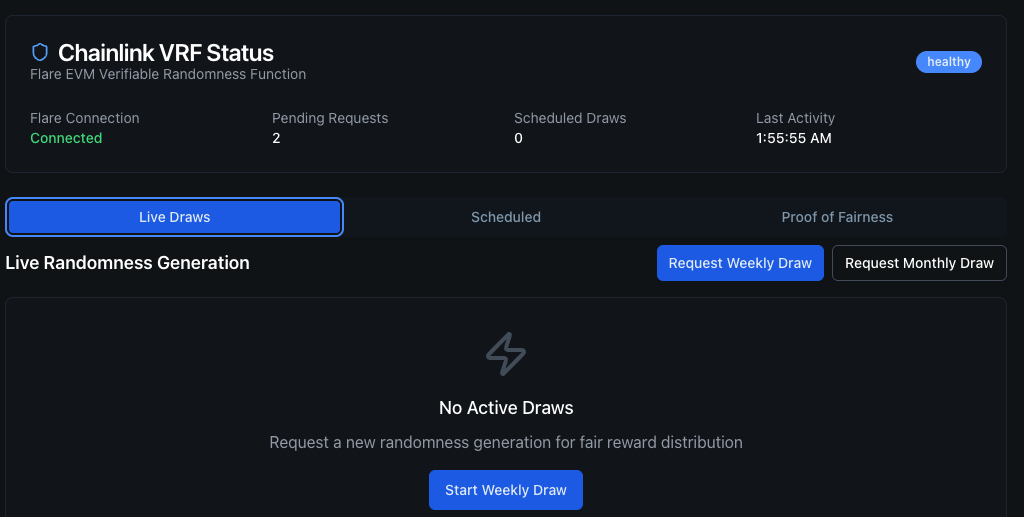 Chainlink VRF Status
Flare EVM Verifiable Randomness Function
healthy
Flare Connection
Connected
Pending Requests
2
Scheduled Draws
0
Last Activity
1:55:55 AM
Live Draws
Scheduled
Proof of Fairness
Live Randomness Generation
Request Weekly Draw
Request Monthly Draw
No Active Draws
Request a new randomness generation for fair reward distribution
Start Weekly Draw